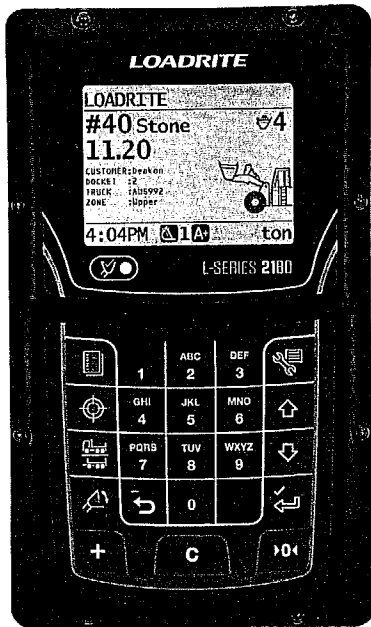 LOADRITE
LOADRITE
#40 Stone 4
11.20
CUSTOMER:Deakon
DOCKET :2
TRUCK :AUS992
ZONE :Upper
4:04PM 1 A+ ton
L-SERIES 2180
1 ABC 2 DEF 3
GHI 4 JKL 5 MNO 6
PQRS 7 TUV 8 WXYZ 9
0
+ C >0<